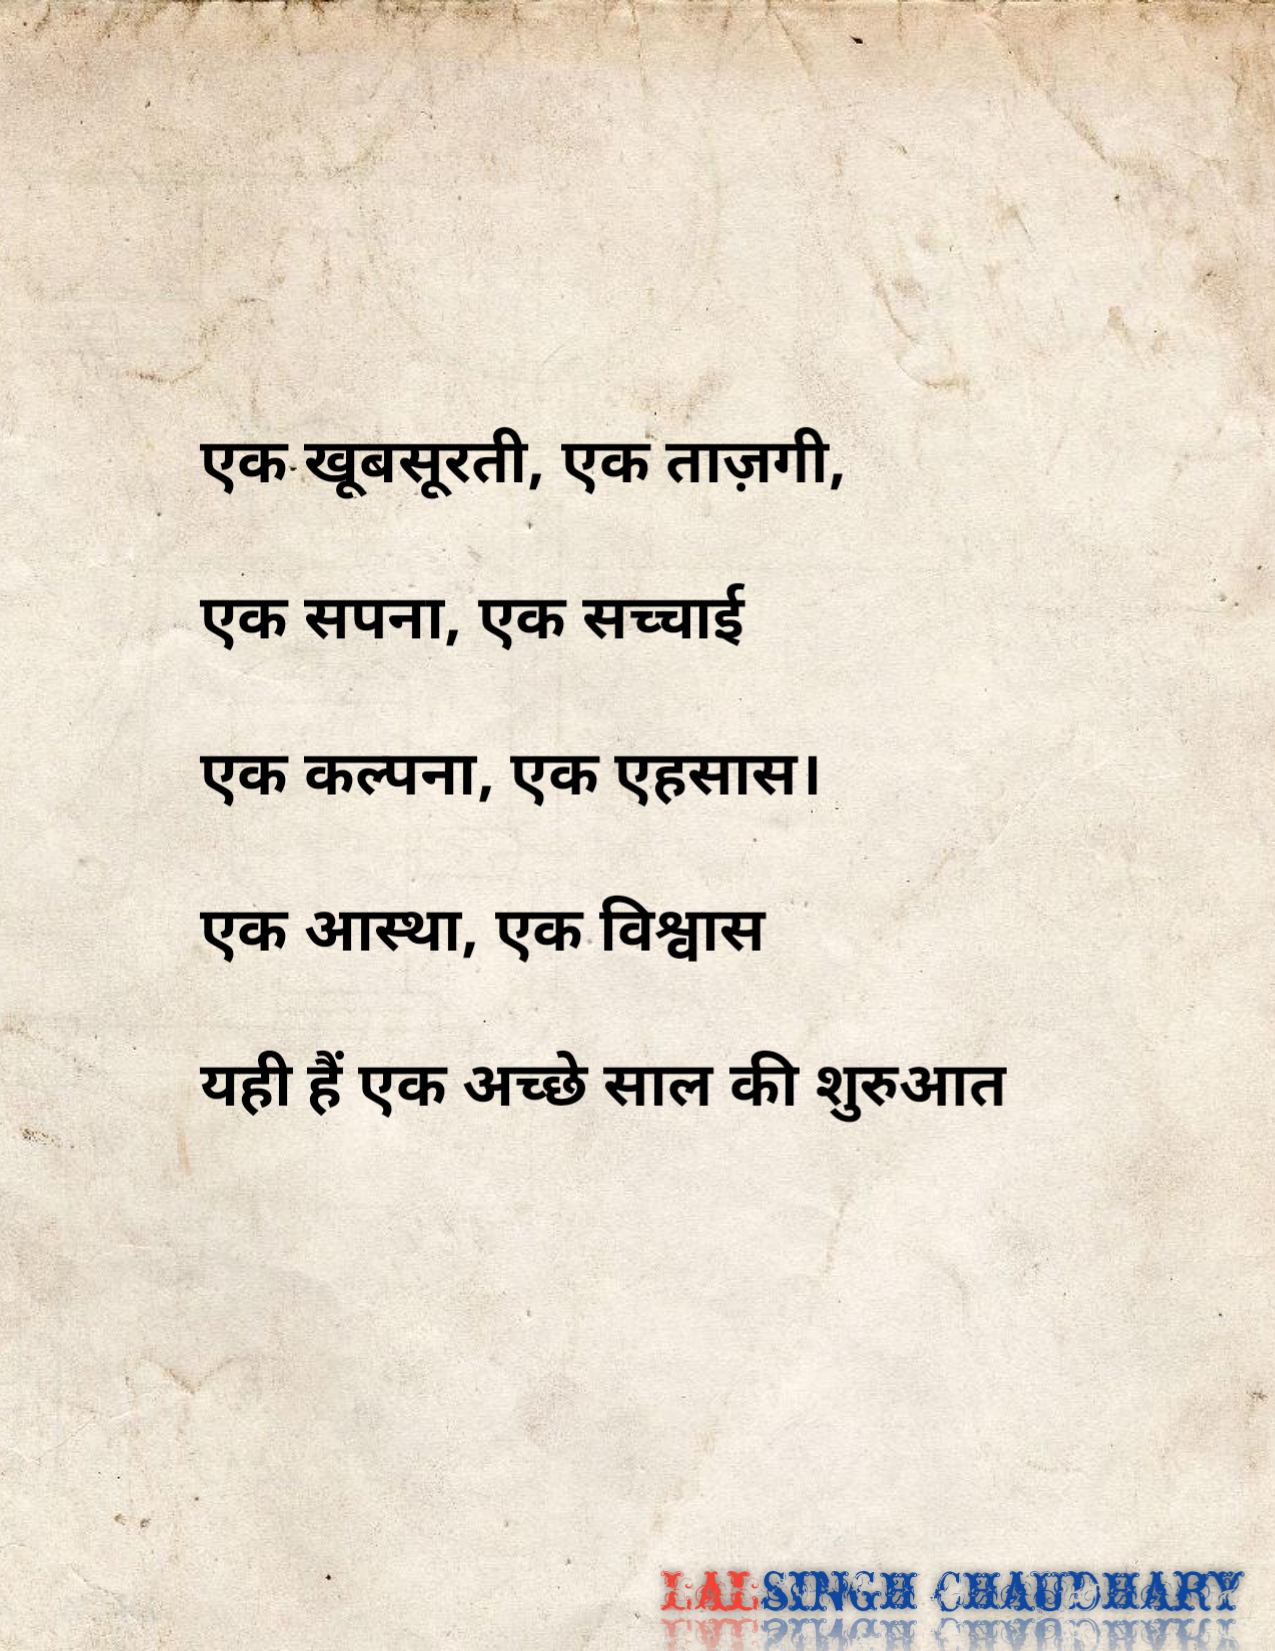 एक खूबसूरती, एक ताज़गी,
एक सपना, एक सच्चाई
एक कल्पना, एक एहसास।
एक आस्था, एक विश्वास
यही हैं एक अच्छे साल की शुरुआत
LALSINGH CHAUDHARY